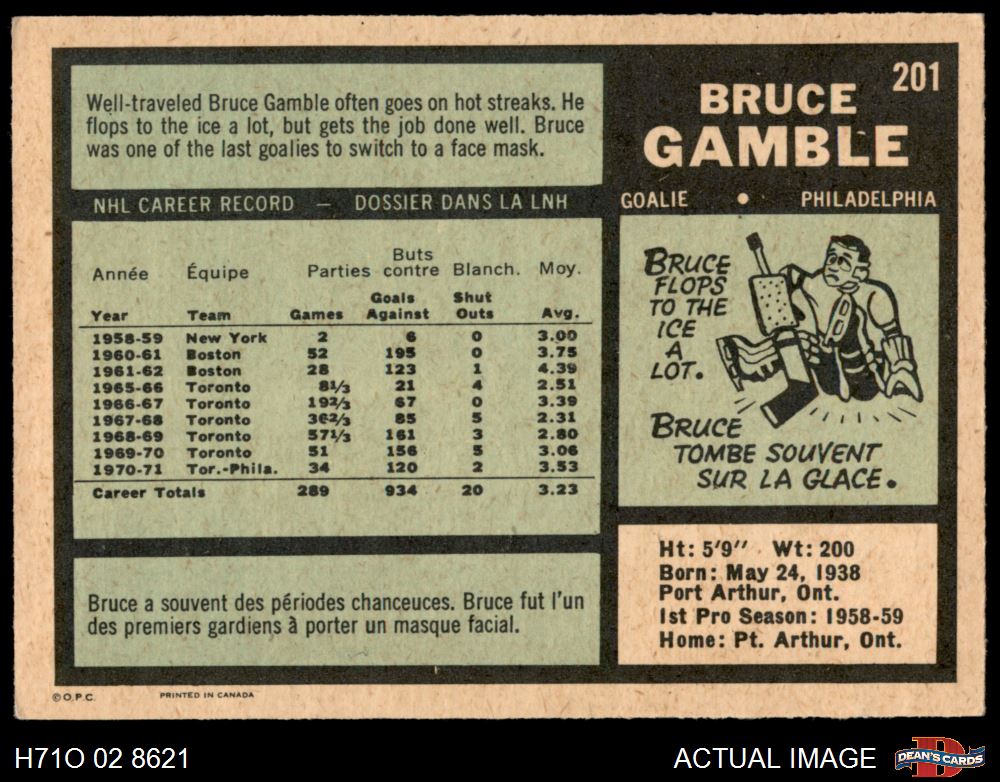 201
BRUCE
GAMBLE
GOALIE • PHILADELPHIA
Well-traveled Bruce Gamble often goes on hot streaks. He
flops to the ice a lot, but gets the job done well. Bruce
was one of the last goalies to switch to a face mask.
NHL CAREER RECORD — DOSSIER DANS LA LNH
Année Équipe Parties Buts contre Blanch. Moy.
Year Team Games Goals Against Shut Outs Avg.
1958-59 New York 2 6 0 3.00
1960-61 Boston 52 195 0 3.75
1961-62 Boston 28 123 1 4.39
1965-66 Toronto 8 1/3 21 4 2.51
1966-67 Toronto 19 2/3 67 0 3.39
1967-68 Toronto 36 2/3 85 5 2.31
1968-69 Toronto 57 1/3 161 3 2.80
1969-70 Toronto 51 156 5 3.06
1970-71 Tor.-Phila. 34 120 2 3.53
Career Totals 289 934 20 3.23
Bruce a souvent des périodes chanceuces. Bruce fut l'un
des premiers gardiens à porter un masque facial.
BRUCE
FLOPS
TO THE
ICE
A
LOT.
BRUCE
TOMBE SOUVENT
SUR LA GLACE.
Ht: 5'9" Wt: 200
Born: May 24, 1938
Port Arthur, Ont.
1st Pro Season: 1958-59
Home: Pt. Arthur, Ont.
© O.P.C. PRINTED IN CANADA
H71O 02 8621
ACTUAL IMAGE
D
DEAN'S CARDS